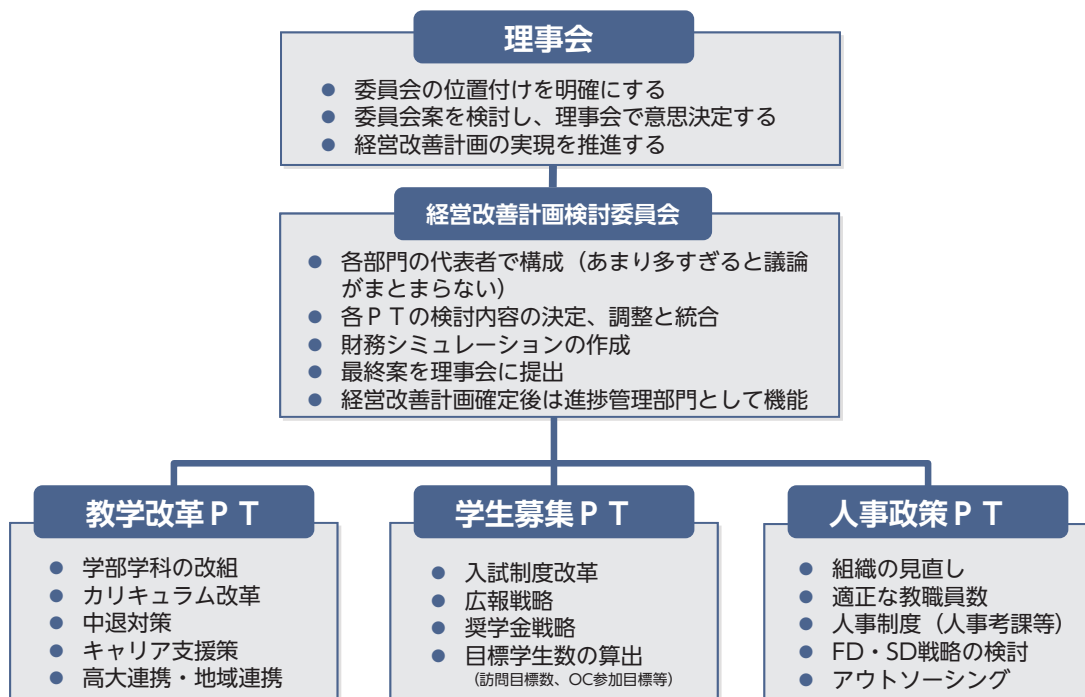 理事会
● 委員会の位置付けを明確にする
● 委員会案を検討し、理事会で意思決定する
● 経営改善計画の実現を推進する
経営改善計画検討委員会
● 各部門の代表者で構成（あまり多すぎると議論
がまとまらない）
● 各ＰＴの検討内容の決定、調整と統合
● 財務シミュレーションの作成
● 最終案を理事会に提出
● 経営改善計画確定後は進捗管理部門として機能
教学改革ＰＴ
● 学部学科の改組
● カリキュラム改革
● 中退対策
● キャリア支援策
● 高大連携・地域連携
学生募集ＰＴ
● 入試制度改革
● 広報戦略
● 奨学金戦略
● 目標学生数の算出
（訪問目標数、OC参加目標等）
人事政策ＰＴ
● 組織の見直し
● 適正な教職員数
● 人事制度（人事考課等）
● FD・SD戦略の検討
● アウトソーシング